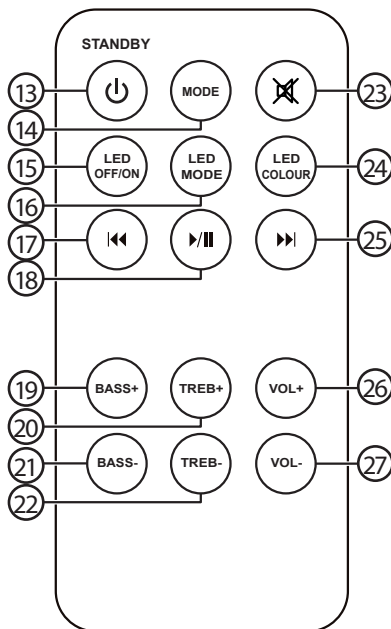 STANDBY
13
MODE
23
14
15
LED
OFF/ON
LED
MODE
LED
COLOUR
24
16
17
25
18
19
BASS+
TREB+
VOL+
26
20
21
BASS-
TREB-
VOL-
27
22